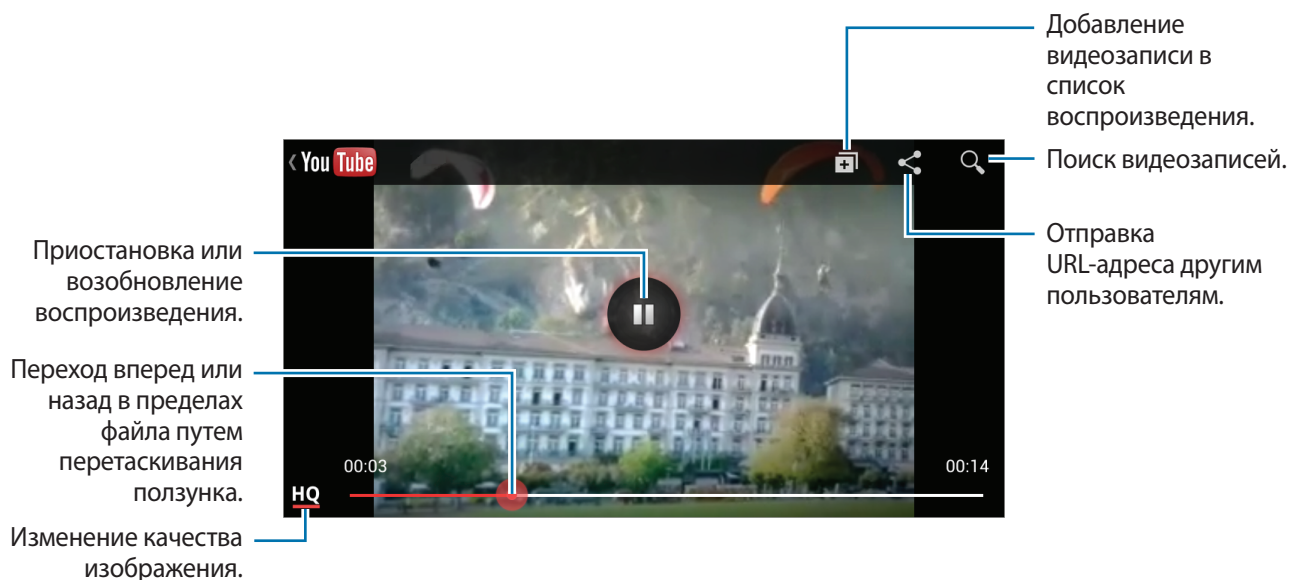 Добавление
видеозаписи в
список
воспроизведения.
You Tube
Поиск видеозаписей.
Отправка
URL-адреса другим
пользователям.
Приостановка или
возобновление
воспроизведения.
Переход вперед или
назад в пределах
файла путем
перетаскивания
ползунка.
00:03
00:14
HQ
Изменение качества
изображения.